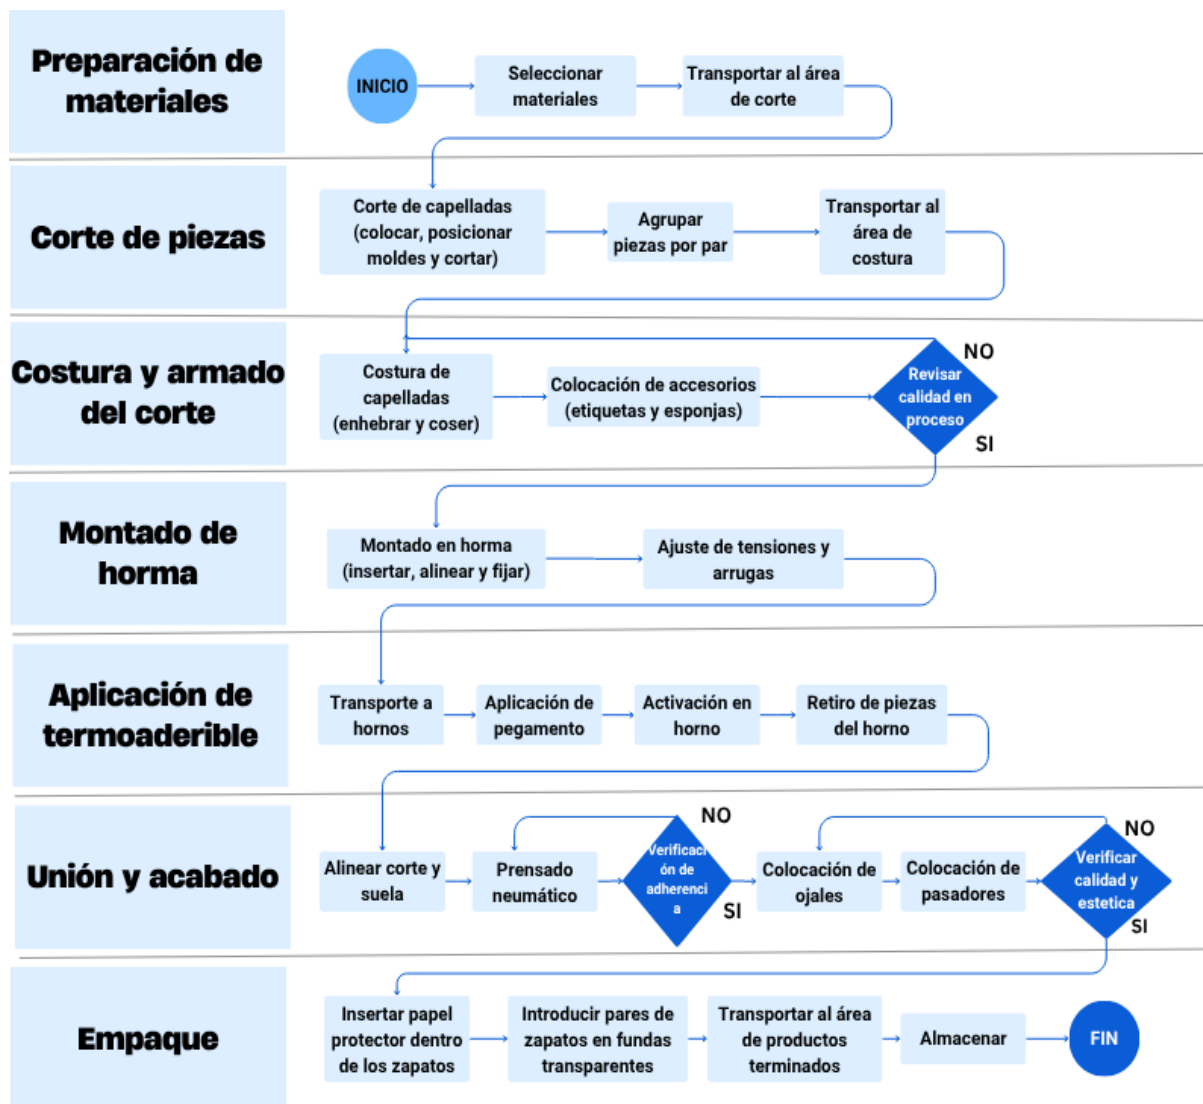 Preparación de
materiales
INICIO
Seleccionar
materiales
Transportar al área
de corte
Corte de piezas
Corte de capelladas
(colocar, posicionar
moldes y cortar)
Agrupar
piezas por par
Transportar al
área de
costura
Costura y armado
del corte
Costura de
capelladas
(enhebrar y coser)
Colocación de accesorios
(etiquetas y esponjas)
NO
Revisar
calidad en
proceso
SI
Montado de
horma
Montado en horma
(insertar, alinear y fijar)
Ajuste de tensiones y
arrugas
Aplicación de
termoaderible
Transporte a
hornos
Aplicación de
pegamento
Activación en
horno
Retiro de piezas
del horno
Unión y acabado
Alinear corte y
suela
Prensado
neumático
NO
Verificaci
ón de
adherenci
a
SI
Colocación de
ojales
Colocación de
pasadores
NO
Verificar
calidad y
estetica
SI
Empaque
Insertar papel
protector dentro
de los zapatos
Introducir pares de
zapatos en fundas
transparentes
Transportar al área
de productos
terminados
Almacenar
FIN